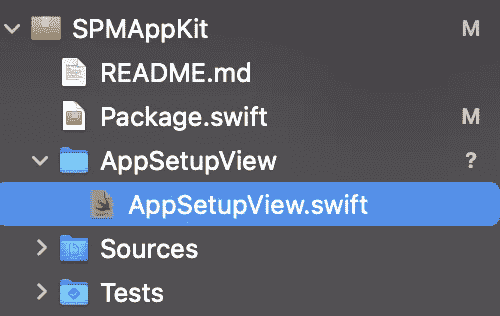 SPMAppKit M
README.md
Package.swift M
AppSetupView ?
AppSetupView.swift
Sources
Tests